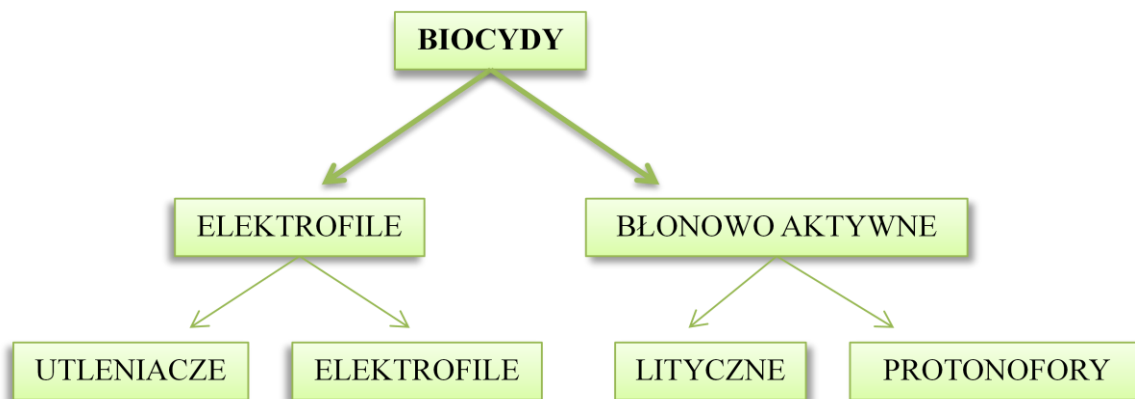 BIOCYDY
ELEKTROFILE
BŁONOWO AKTYWNE
UTLENIACZE
ELEKTROFILE
LITYCZNE
PROTONOFORY